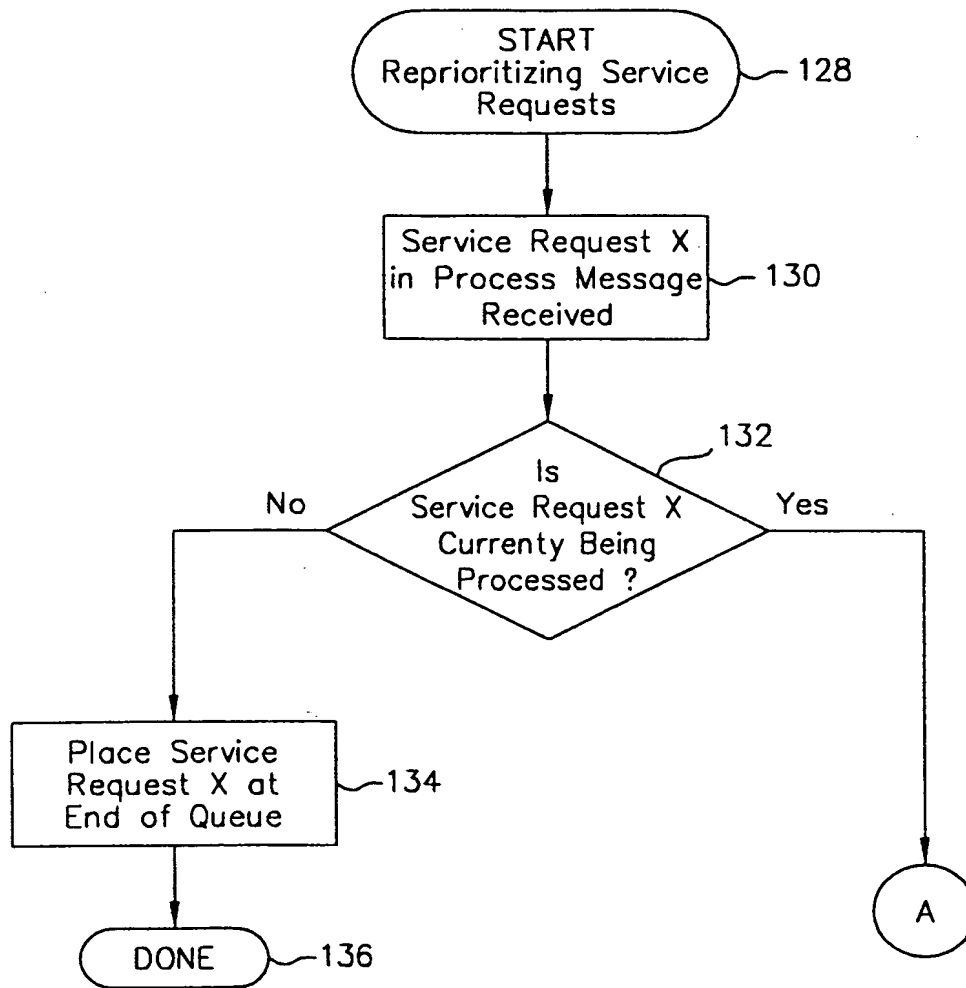 START
Reprioritizing Service
Requests
128
Service Request X
in Process Message
Received
130
132
Is
Service Request X
Currenty Being
Processed ?
No
Yes
Place Service
Request X at
End of Queue
134
A
DONE
136